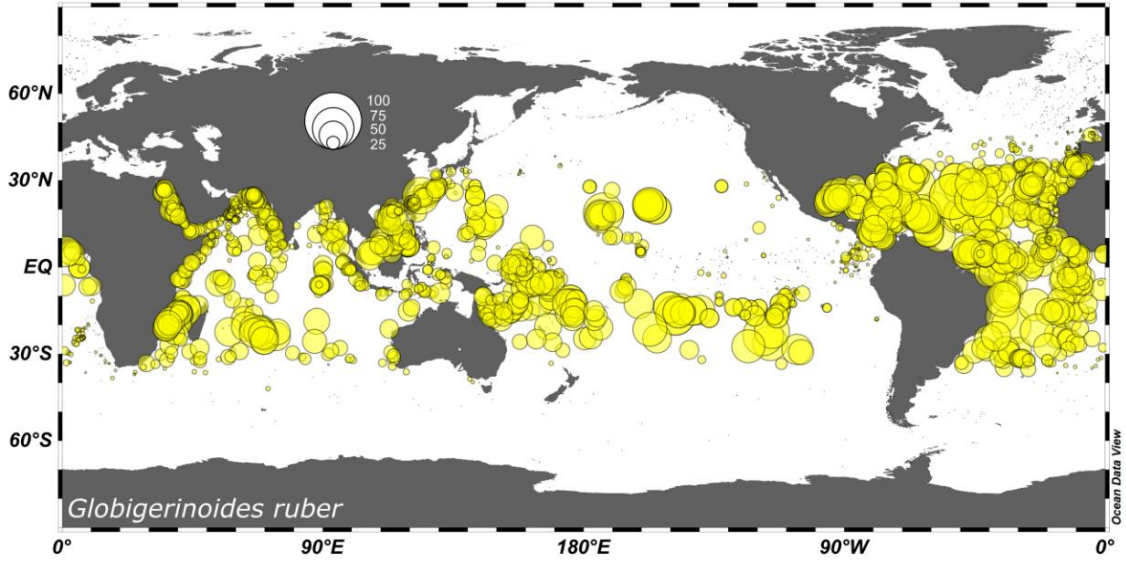 60°N
30°N
EQ
30°S
60°S
100
75
50
25
Globigerinoides ruber
Ocean Data View
0°
90°E
180°E
90°W
0°